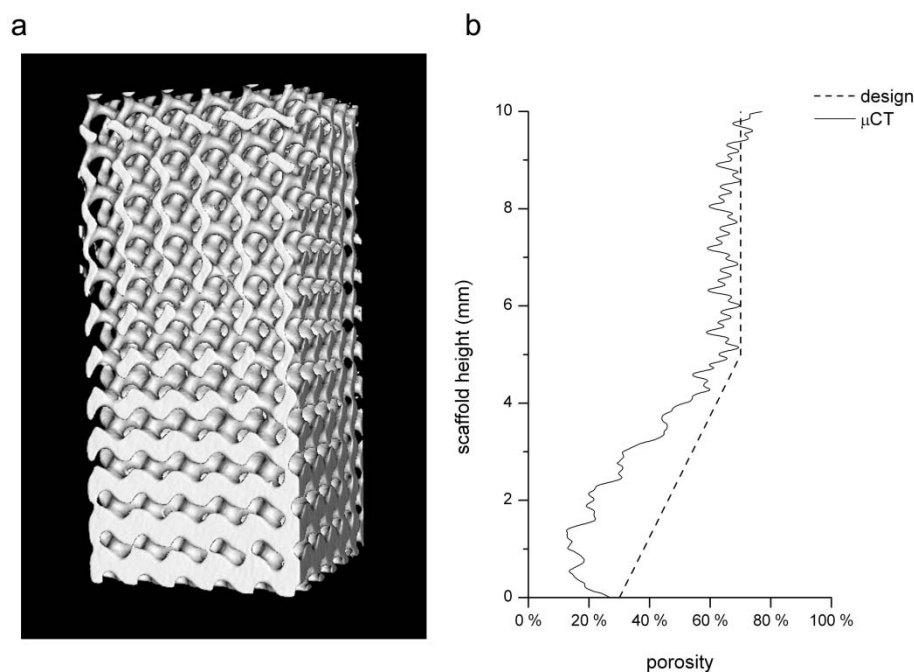 a
b
design
μCT
10
8
6
4
2
0
scaffold height (mm)
0 %
20 %
40 %
60 %
80 %
100 %
porosity